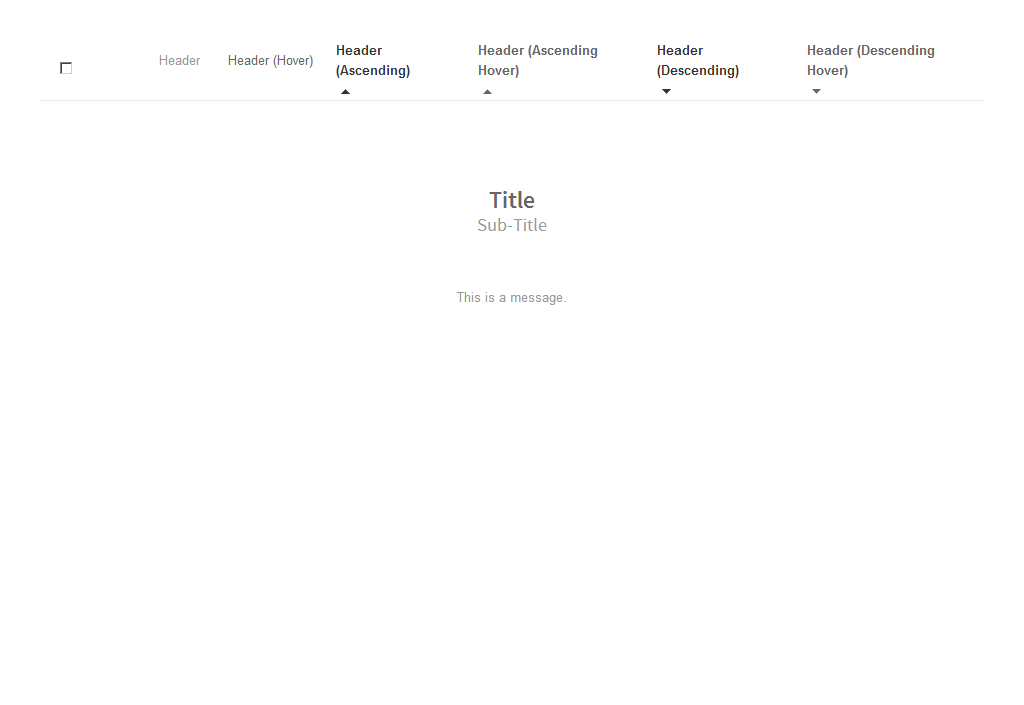 Header
Header (Hover)
Header
(Ascending)
Header (Ascending
Hover)
Header
(Descending)
Header (Descending
Hover)
Title
Sub-Title
This is a message.